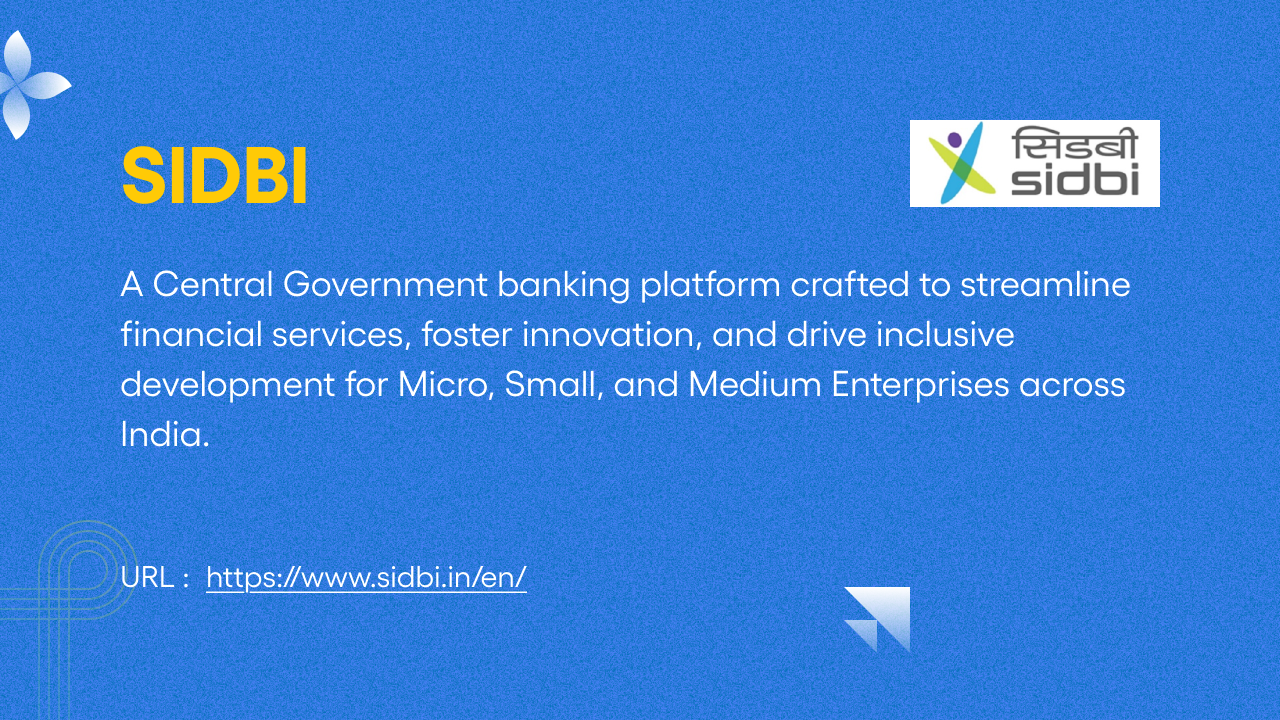 SIDBI
सिडबी
sidbi
A Central Government banking platform crafted to streamline
financial services, foster innovation, and drive inclusive
development for Micro, Small, and Medium Enterprises across
India.
URL : https://www.sidbi.in/en/